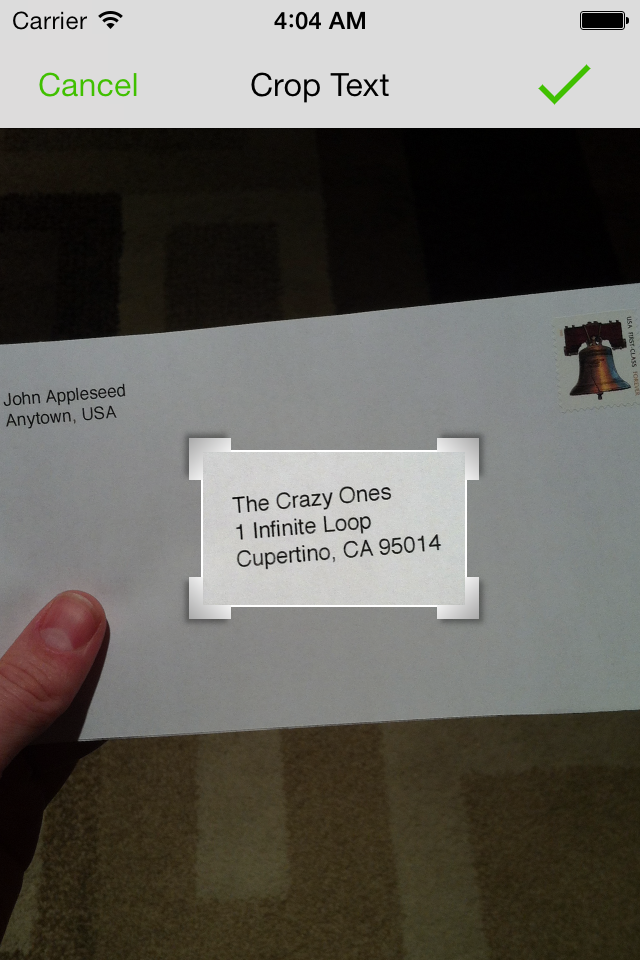 Carrier 4:04 AM
Cancel Crop Text
USA FIRST-CLASS FOREVER
John Appleseed
Anytown, USA
The Crazy Ones
1 Infinite Loop
Cupertino, CA 95014